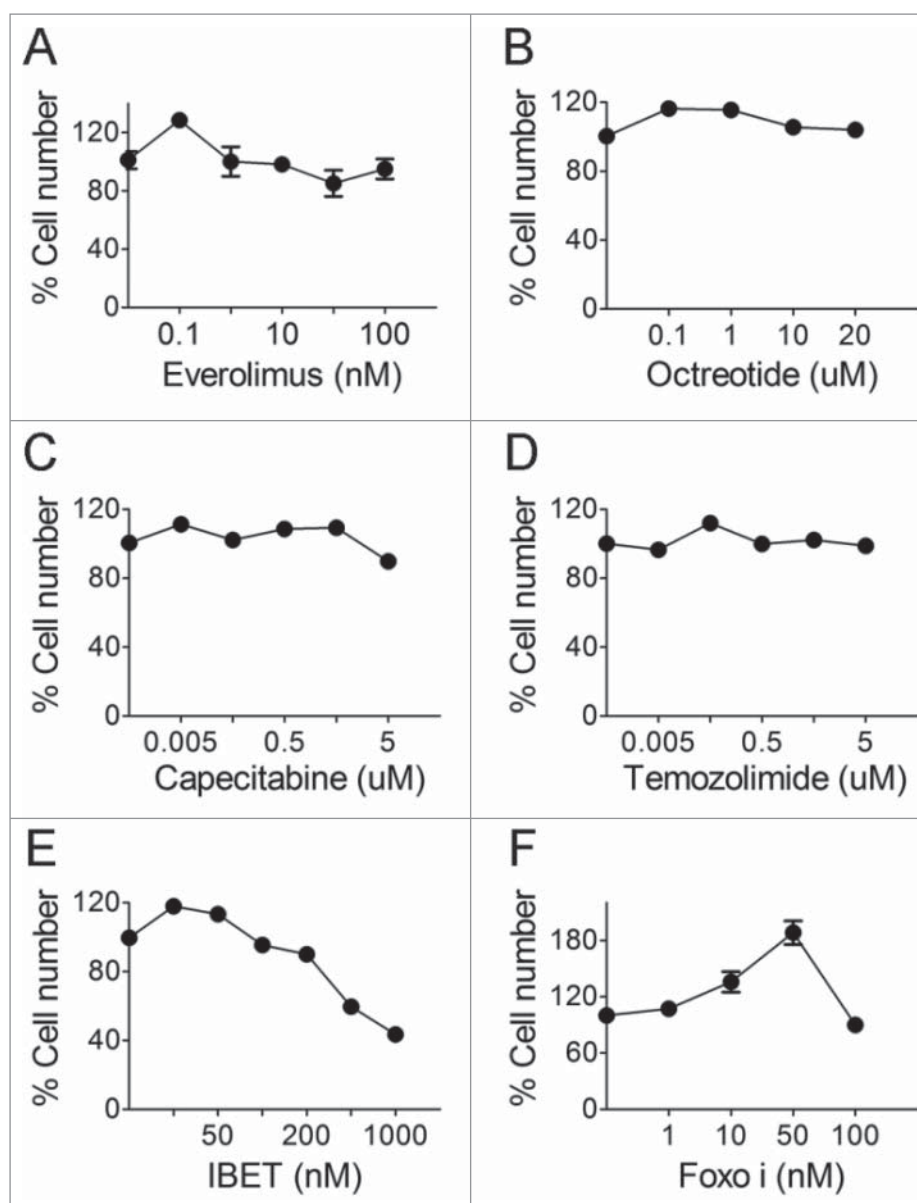 A
% Cell number
120
80
40
0
0.1 10 100
Everolimus (nM)
B
% Cell number
120
80
40
0
0.1 1 10 20
Octreotide (uM)
C
% Cell number
120
80
40
0
0.005 0.5 5
Capecitabine (uM)
D
% Cell number
120
80
40
0
0.005 0.5 5
Temozolimide (uM)
E
% Cell number
120
80
40
0
50 200 1000
IBET (nM)
F
% Cell number
180
120
60
0
1 10 50 100
Foxo i (nM)